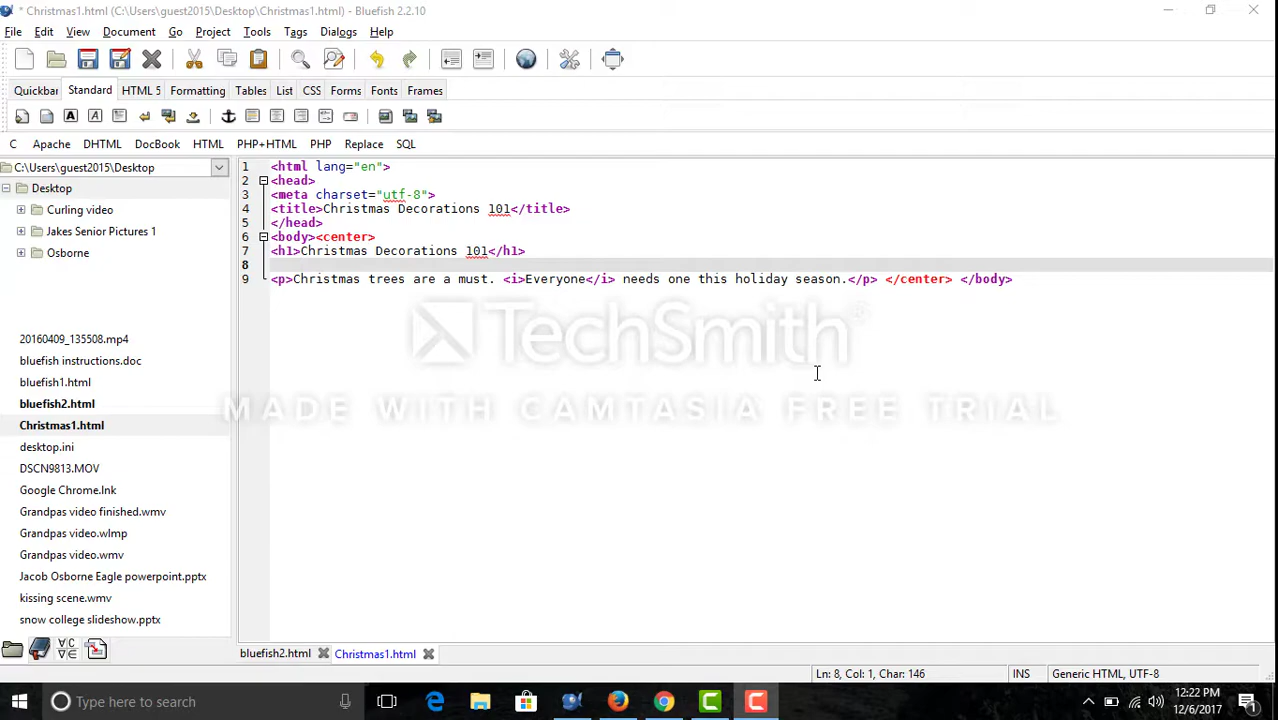 * Christmas1.html (C:\Users\guest2015\Desktop\Christmas1.html) - Bluefish 2.2.10
File Edit View Document Go Project Tools Tags Dialogs Help
Quickbar Standard HTML 5 Formatting Tables List CSS Forms Fonts Frames
C Apache DHTML DocBook HTML PHP+HTML PHP Replace SQL
C:\Users\guest2015\Desktop
Desktop
Curling video
Jakes Senior Pictures 1
Osborne
20160409_135508.mp4
bluefish instructions.doc
bluefish1.html
bluefish2.html
Christmas1.html
desktop.ini
DSCN9813.MOV
Google Chrome.lnk
Grandpas video finished.wmv
Grandpas video.wlmp
Grandpas video.wmv
Jacob Osborne Eagle powerpoint.pptx
kissing scene.wmv
snow college slideshow.pptx
1 <html lang="en">
2 <head>
3 <meta charset="utf-8">
4 <title>Christmas Decorations 101</title>
5 </head>
6 <body><center>
7 <h1>Christmas Decorations 101</h1>
8
9 <p>Christmas trees are a must. <i>Everyone</i> needs one this holiday season.</p> </center> </body>
TechSmith®
MADE WITH CAMTASIA FREE TRIAL
bluefish2.html Christmas1.html
Ln: 8, Col: 1, Char: 146 INS Generic HTML, UTF-8
Type here to search
12:22 PM
12/6/2017
1